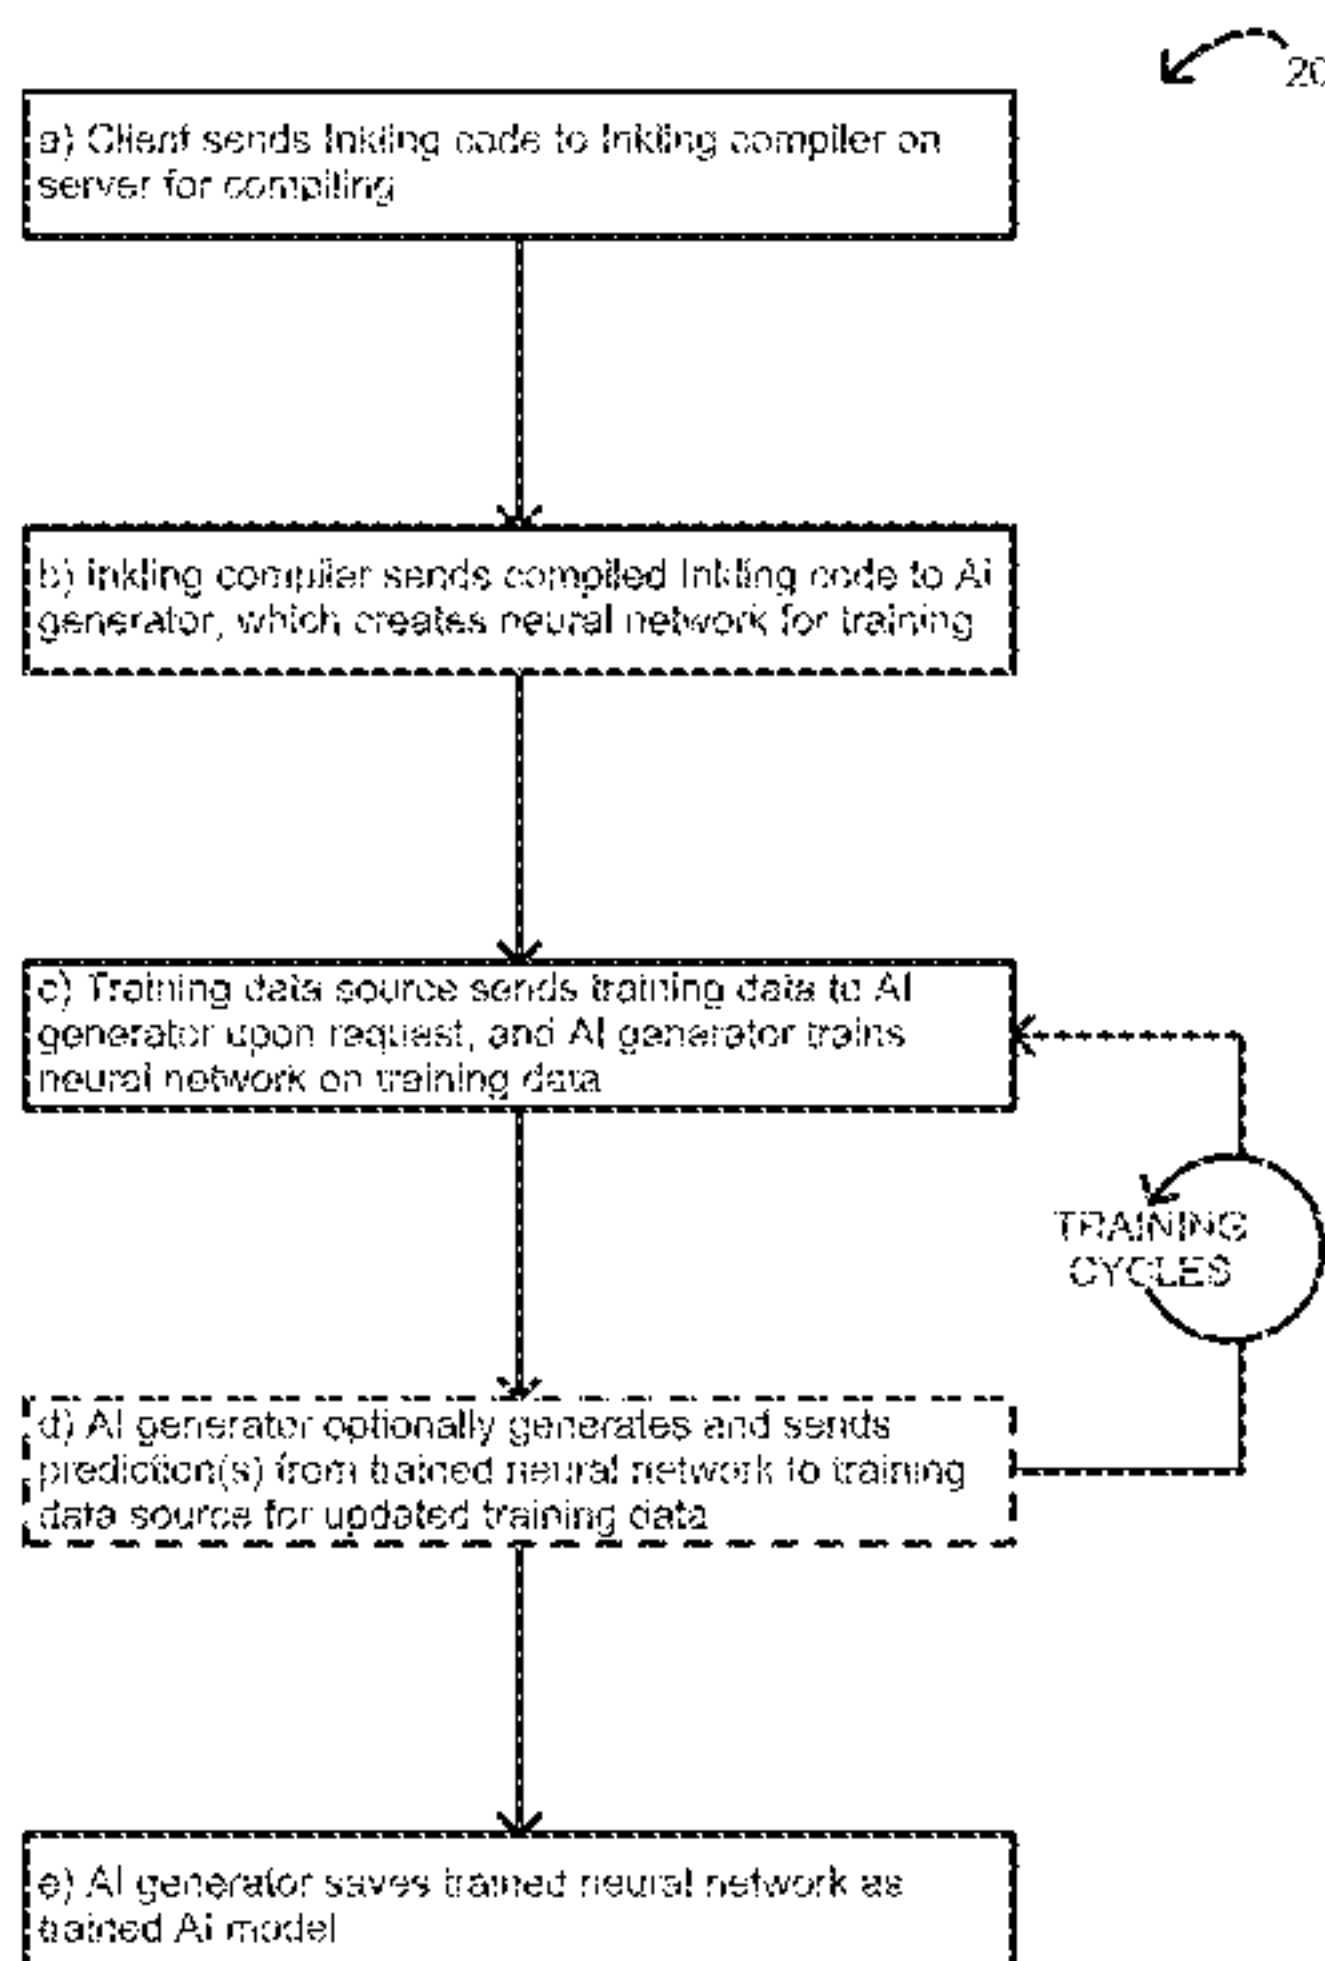 20
a) Client sends Inkling code to Inkling compiler on
server for compiling
b) Inkling compiler sends compiled Inkling code to AI
generator, which creates neural network for training
c) Training data source sends training data to AI
generator upon request, and AI generator trains
neural network on training data
TRAINING
CYCLES
d) AI generator optionally generates and sends
prediction(s) from trained neural network to training
data source for updated training data
e) AI generator saves trained neural network as
trained AI model